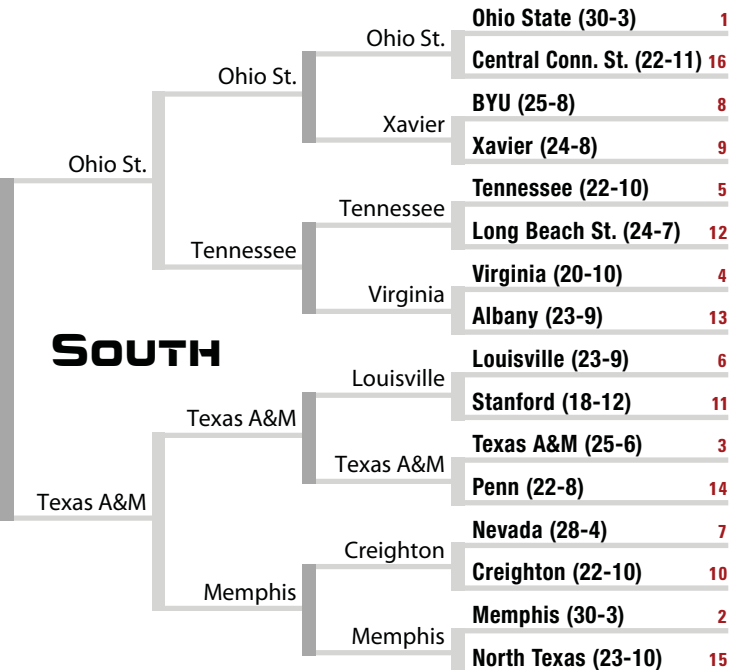 Ohio State (30-3) 1
Ohio St.
Central Conn. St. (22-11) 16
Ohio St.
BYU (25-8) 8
Xavier
Xavier (24-8) 9
Ohio St.
Tennessee (22-10) 5
Tennessee
Long Beach St. (24-7) 12
Tennessee
Virginia (20-10) 4
Virginia
Albany (23-9) 13
SOUTH
Louisville (23-9) 6
Louisville
Stanford (18-12) 11
Texas A&M
Texas A&M (25-6) 3
Texas A&M
Penn (22-8) 14
Texas A&M
Nevada (28-4) 7
Creighton
Creighton (22-10) 10
Memphis
Memphis (30-3) 2
Memphis
North Texas (23-10) 15